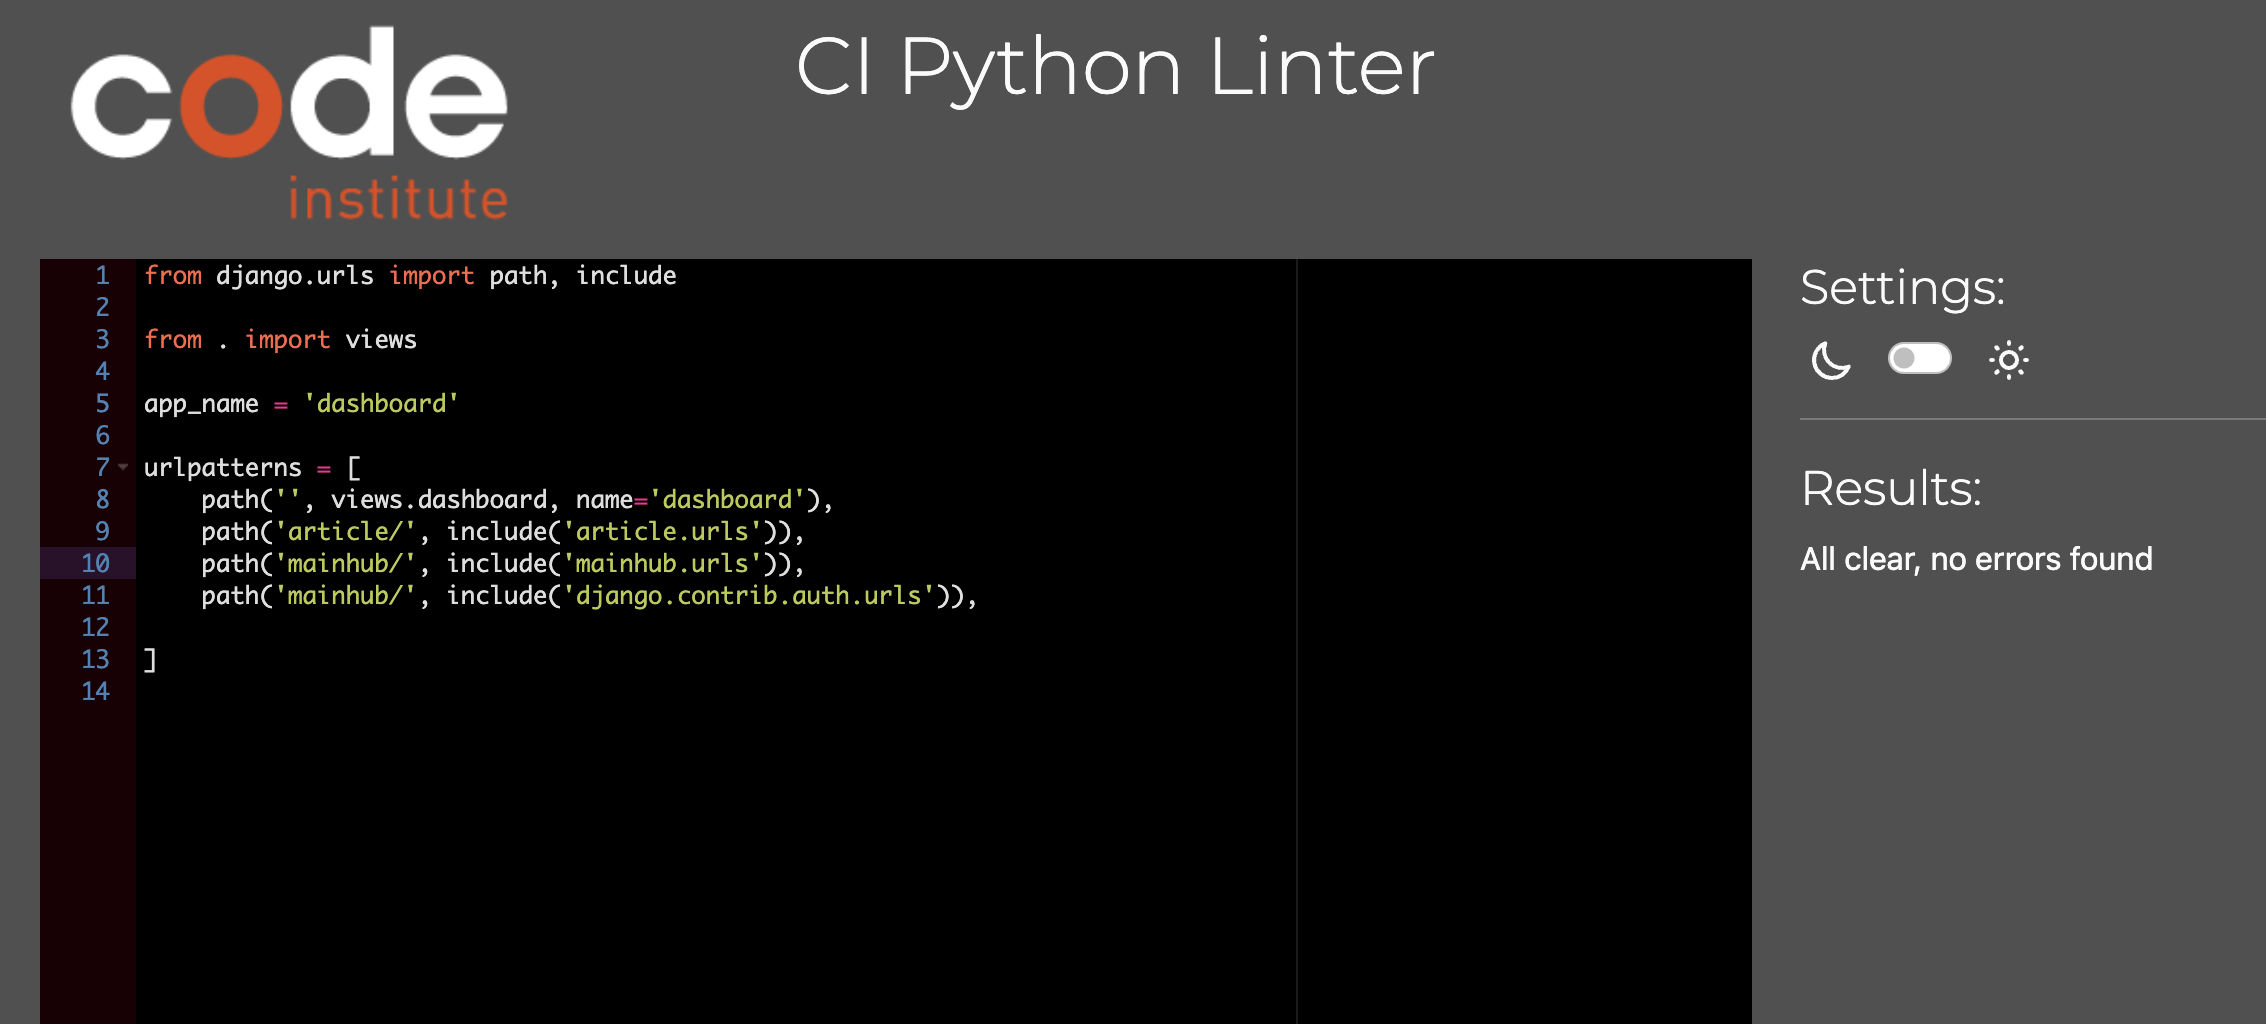 code
institute
CI Python Linter
1 from django.urls import path, include
2
3 from . import views
4
5 app_name = 'dashboard'
6
7 urlpatterns = [
8     path('', views.dashboard, name='dashboard'),
9     path('article/', include('article.urls')),
10     path('mainhub/', include('mainhub.urls')),
11     path('mainhub/', include('django.contrib.auth.urls')),
12
13 ]
14
Settings:
Results:
All clear, no errors found